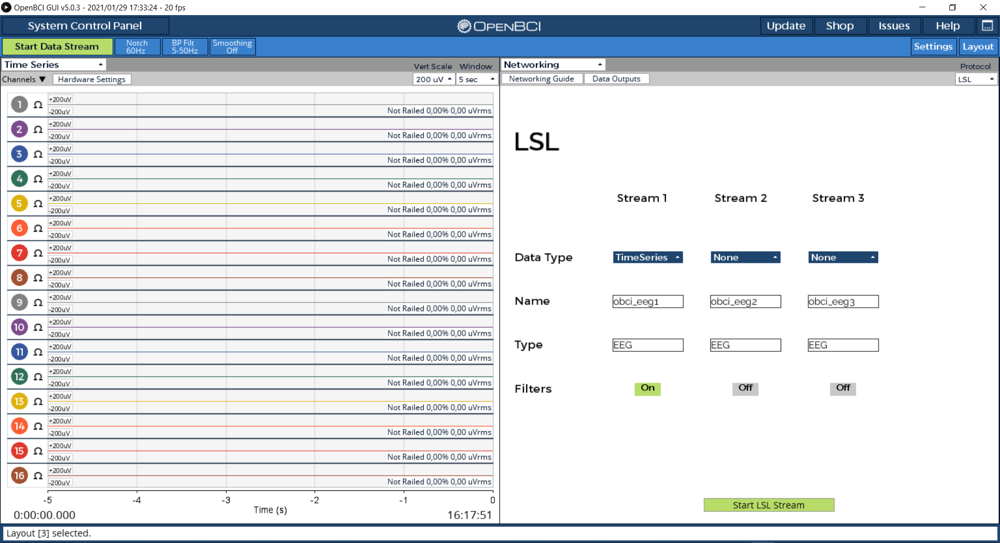 OpenBCI GUI v5.0.3 - 2021/01/29 17:33:24 - 20 fps
System Control Panel
OPENBCI
Update Shop Issues Help
Start Data Stream
Notch 60Hz
BP Filt 5-50Hz
Smoothing Off
Settings Layout
Time Series
Vert Scale Window
Channels ▼ Hardware Settings
200 uV 5 sec
1 Ω +200uV -200uV Not Railed 0,00% 0,00 uVrms
2 Ω +200uV -200uV Not Railed 0,00% 0,00 uVrms
3 Ω +200uV -200uV Not Railed 0,00% 0,00 uVrms
4 Ω +200uV -200uV Not Railed 0,00% 0,00 uVrms
5 Ω +200uV -200uV Not Railed 0,00% 0,00 uVrms
6 Ω +200uV -200uV Not Railed 0,00% 0,00 uVrms
7 Ω +200uV -200uV Not Railed 0,00% 0,00 uVrms
8 Ω +200uV -200uV Not Railed 0,00% 0,00 uVrms
9 Ω +200uV -200uV Not Railed 0,00% 0,00 uVrms
10 Ω +200uV -200uV Not Railed 0,00% 0,00 uVrms
11 Ω +200uV -200uV Not Railed 0,00% 0,00 uVrms
12 Ω +200uV -200uV Not Railed 0,00% 0,00 uVrms
13 Ω +200uV -200uV Not Railed 0,00% 0,00 uVrms
14 Ω +200uV -200uV Not Railed 0,00% 0,00 uVrms
15 Ω +200uV -200uV Not Railed 0,00% 0,00 uVrms
16 Ω +200uV -200uV Not Railed 0,00% 0,00 uVrms
-5 -4 -3 -2 -1 0
Time (s)
0:00:00.000 16:17:51
Networking
Protocol
Networking Guide Data Outputs LSL
LSL
Stream 1 Stream 2 Stream 3
Data Type TimeSeries None None
Name obci_eeg1 obci_eeg2 obci_eeg3
Type EEG EEG EEG
Filters On Off Off
Start LSL Stream
Layout [3] selected.